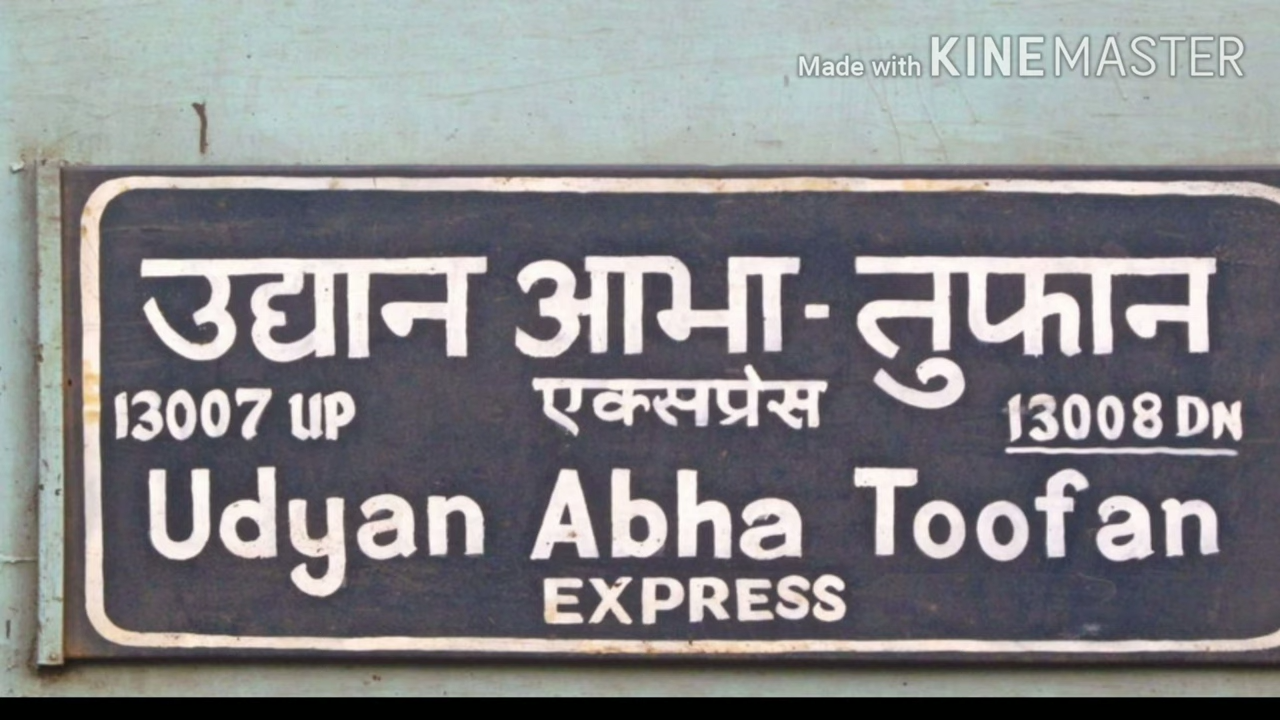 Made with KINEMASTER
उद्यान आभा - तुफान
एक्सप्रेस
13007 UP
13008 DN
Udyan Abha Toofan
EXPRESS